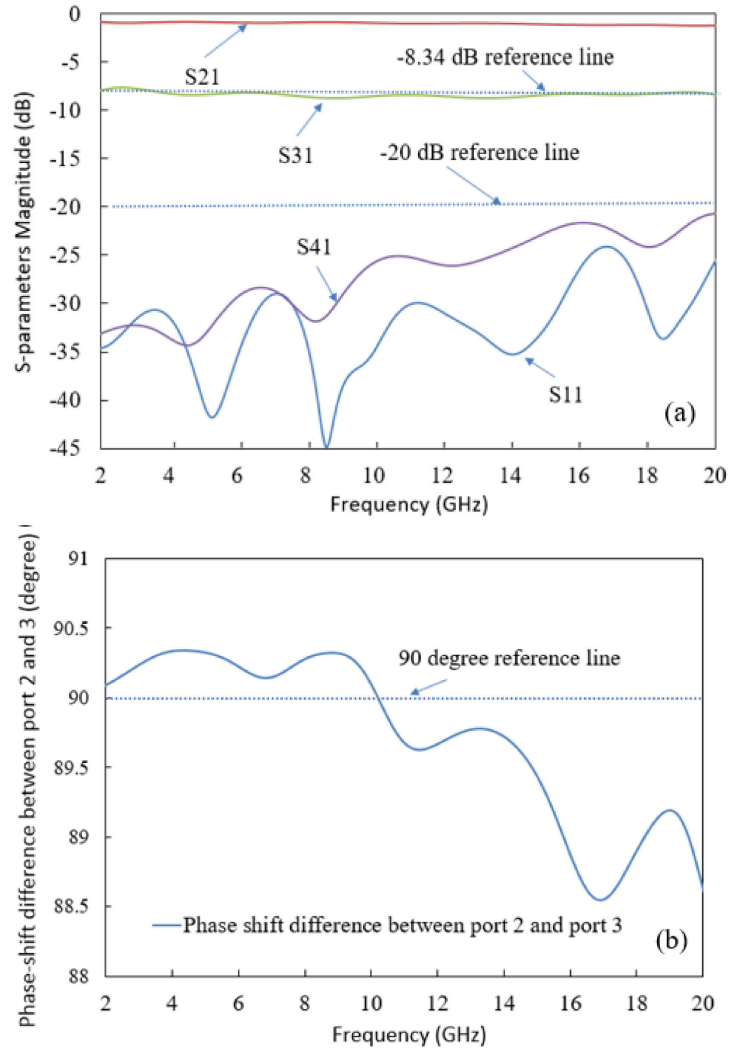 0
-5
-10
-15
-20
-25
-30
-35
-40
-45
S-parameters Magnitude (dB)
S21
-8.34 dB reference line
S31
-20 dB reference line
S41
S11
(a)
2 4 6 8 10 12 14 16 18 20
Frequency (GHz)
91
90.5
90
89.5
89
88.5
88
Phase-shift difference between port 2 and 3 (degree)
90 degree reference line
Phase shift difference between port 2 and port 3
(b)
2 4 6 8 10 12 14 16 18 20
Frequency (GHz)